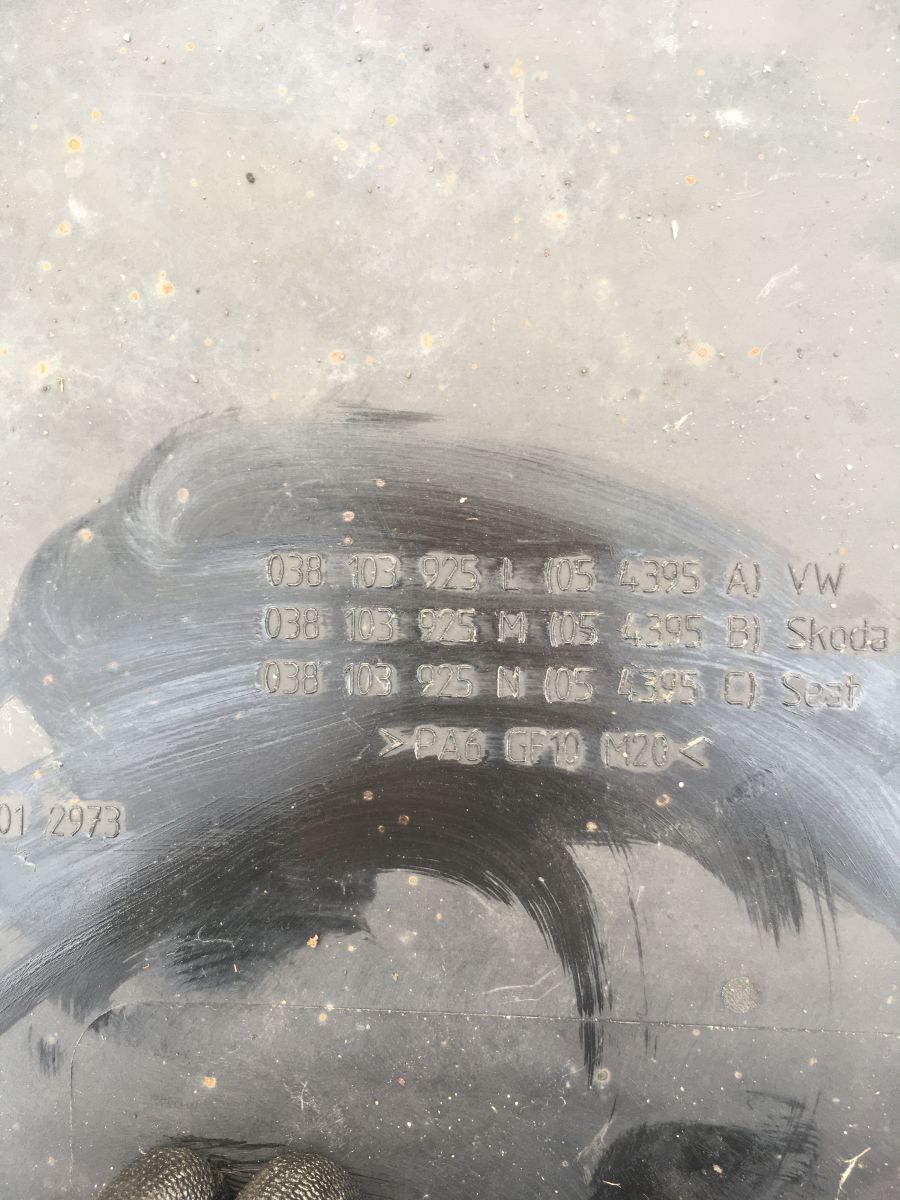 038 103 925 L (05 4395 A) VW
038 103 925 M (05 4395 B) Skoda
038 103 925 N (05 4395 C) Seat
>PA6 GF10 M20<
01 2973